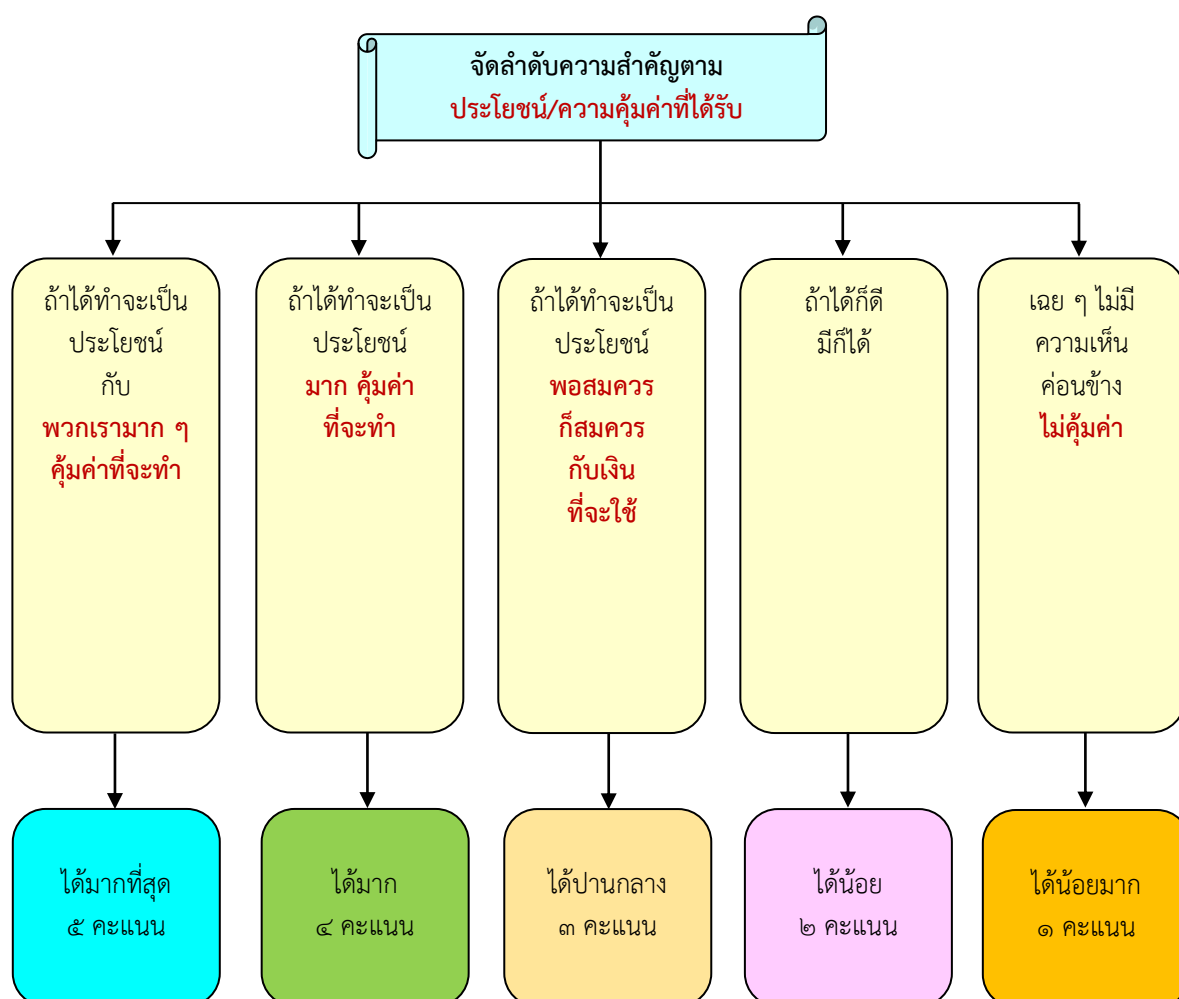 จัดลำดับความสำคัญตาม
ประโยชน์/ความคุ้มค่าที่ได้รับ
ถ้าได้ทำจะเป็น
ประโยชน์
กับ
พวกเรามาก ๆ
คุ้มค่าที่จะทำ
ถ้าได้ทำจะเป็น
ประโยชน์
มาก คุ้มค่า
ที่จะทำ
ถ้าได้ทำจะเป็น
ประโยชน์
พอสมควร
ก็สมควร
กับเงิน
ที่จะใช้
ถ้าได้ก็ดี
มีก็ได้
เฉย ๆ ไม่มี
ความเห็น
ค่อนข้าง
ไม่คุ้มค่า
ได้มากที่สุด
๕ คะแนน
ได้มาก
๔ คะแนน
ได้ปานกลาง
๓ คะแนน
ได้น้อย
๒ คะแนน
ได้น้อยมาก
๑ คะแนน